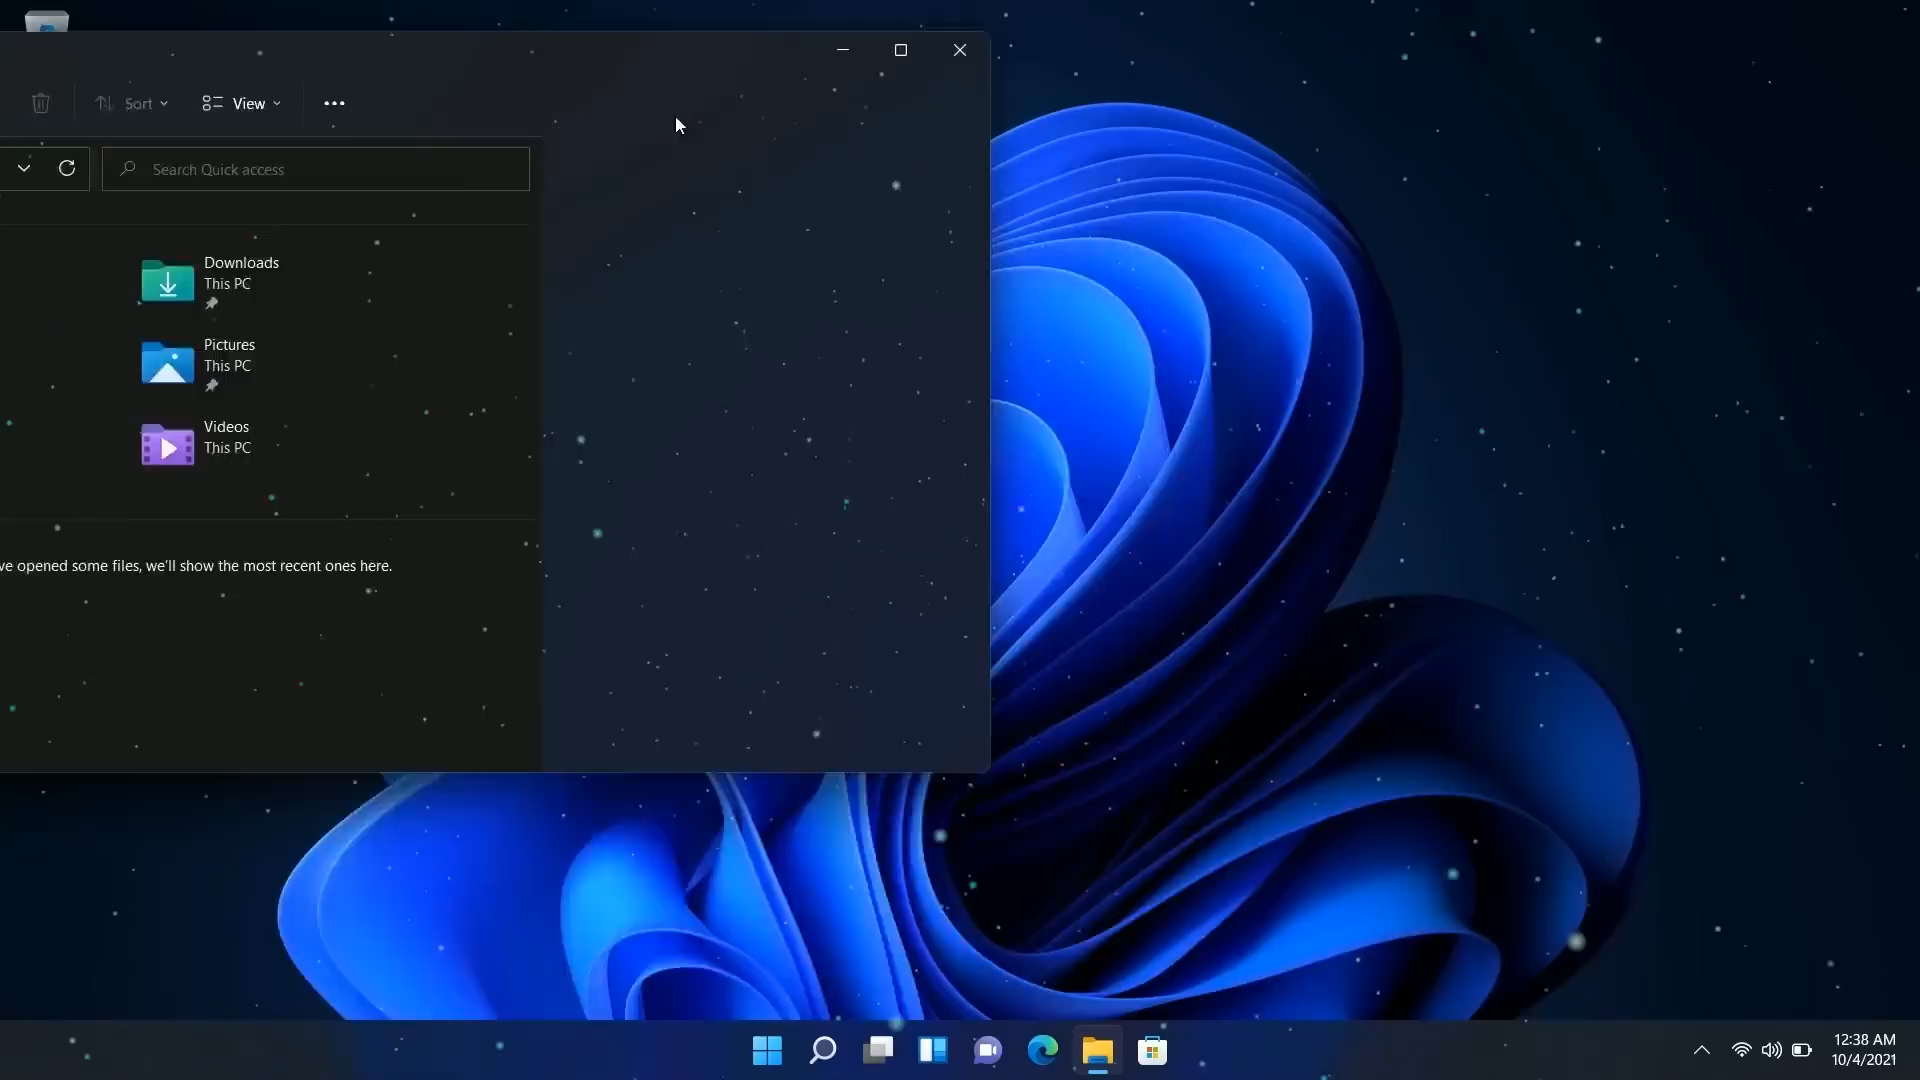 Sort
View
Search Quick access
Downloads
This PC
Pictures
This PC
Videos
This PC
ve opened some files, we'll show the most recent ones here.
12:38 AM
10/4/2021